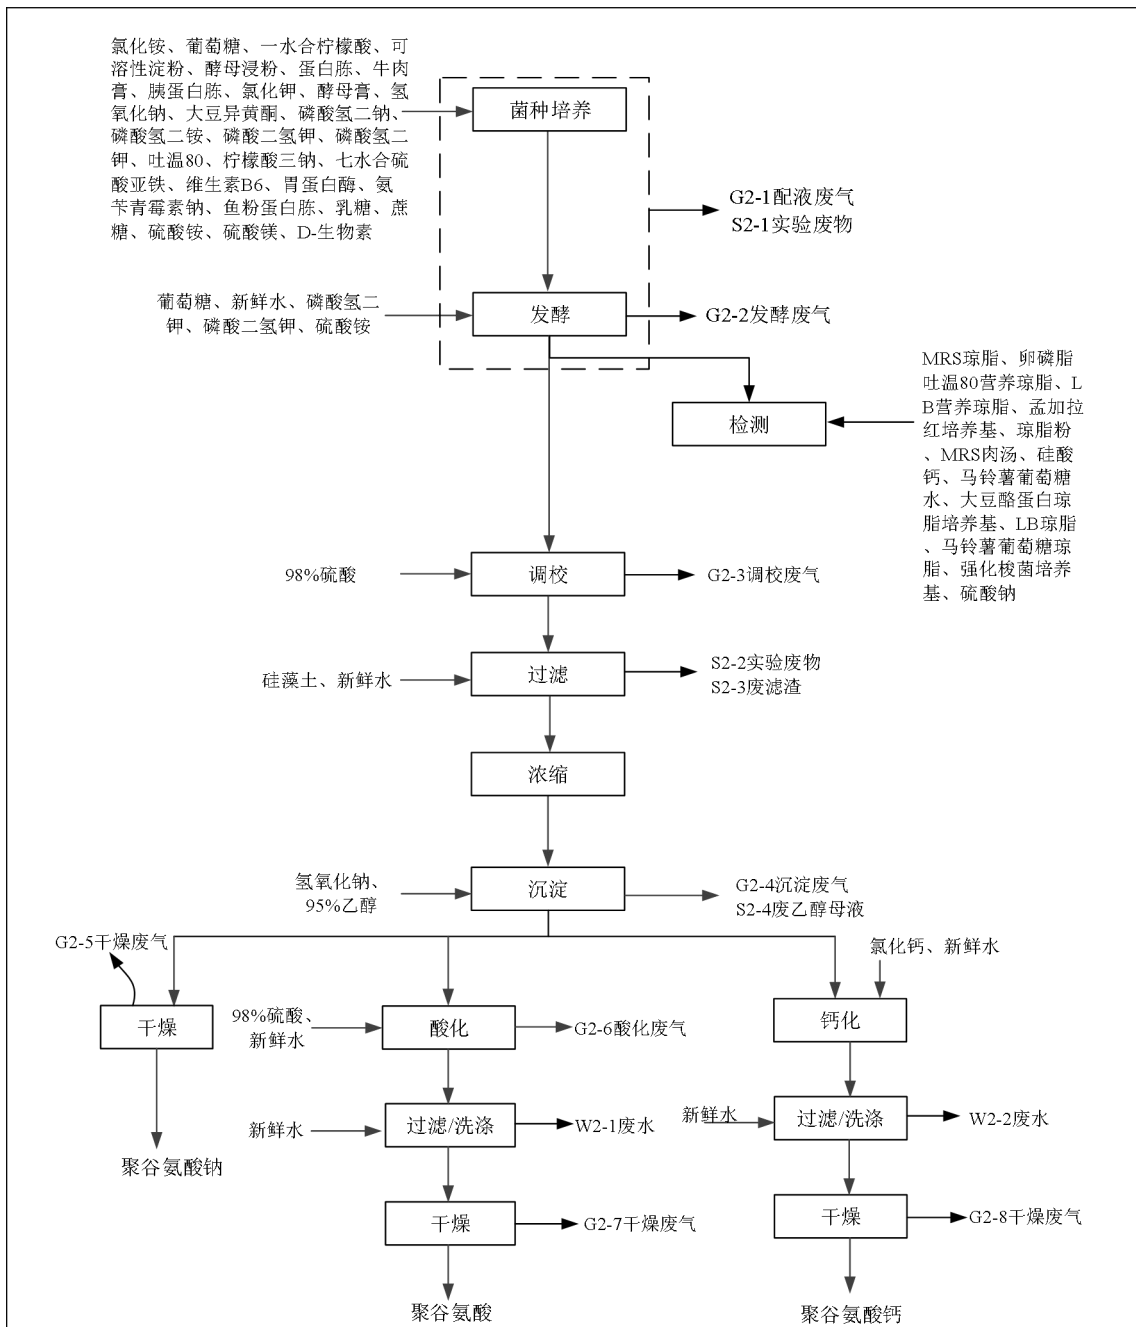 氯化铵、葡萄糖、一水合柠檬酸、可
溶性淀粉、酵母浸粉、蛋白胨、牛肉
膏、胰蛋白胨、氯化钾、酵母膏、氢
氧化钠、大豆异黄酮、磷酸氢二钠、
磷酸氢二铵、磷酸二氢钾、磷酸氢二
钾、吐温80、柠檬酸三钠、七水合硫
酸亚铁、维生素B6、胃蛋白酶、氨
苄青霉素钠、鱼粉蛋白胨、乳糖、蔗
糖、硫酸铵、硫酸镁、D-生物素
菌种培养
G2-1配液废气
S2-1实验废物
葡萄糖、新鲜水、磷酸氢二
钾、磷酸二氢钾、硫酸铵
发酵
G2-2发酵废气
MRS琼脂、卵磷脂
吐温80营养琼脂、L
B营养琼脂、孟加拉
红培养基、琼脂粉
、MRS肉汤、硅酸
钙、马铃薯葡萄糖
水、大豆酪蛋白琼
脂培养基、LB琼脂
、马铃薯葡萄糖琼
脂、强化梭菌培养
基、硫酸钠
检测
98%硫酸
调校
G2-3调校废气
硅藻土、新鲜水
过滤
S2-2实验废物
S2-3废滤渣
浓缩
氢氧化钠、
95%乙醇
沉淀
G2-4沉淀废气
S2-4废乙醇母液
G2-5干燥废气
氯化钙、新鲜水
干燥
98%硫酸、
新鲜水
酸化
G2-6酸化废气
钙化
新鲜水
过滤/洗涤
W2-1废水
新鲜水
过滤/洗涤
W2-2废水
聚谷氨酸钠
干燥
G2-7干燥废气
干燥
G2-8干燥废气
聚谷氨酸
聚谷氨酸钙